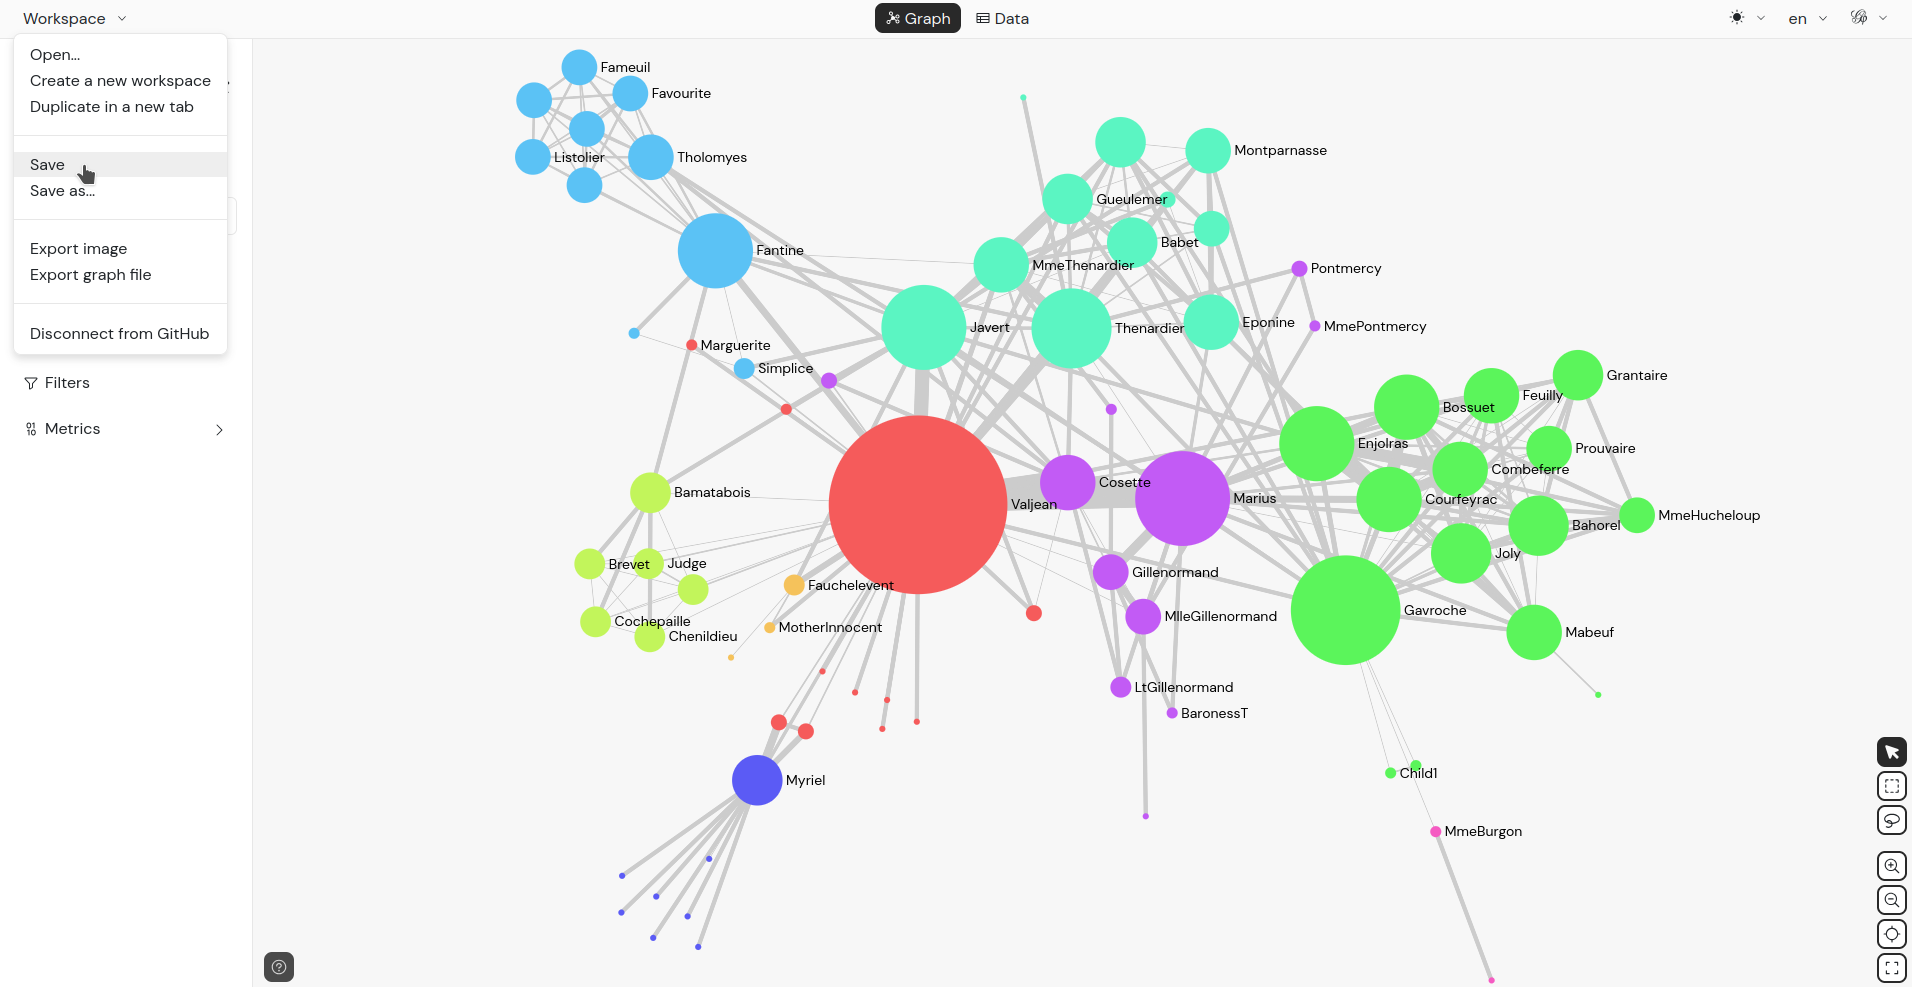 Workspace
Graph
Data
en
Open...
Create a new workspace
Duplicate in a new tab
Save
Save as...
Export image
Export graph file
Disconnect from GitHub
Filters
Metrics
Fameuil
Favourite
Listolier
Tholomyes
Montparnasse
Gueulemer
Babet
Fantine
MmeThenardier
Pontmercy
Javert
Thenardier
Eponine
MmePontmercy
Marguerite
Simplice
Grantaire
Feuilly
Bossuet
Enjolras
Prouvaire
Combeferre
Cosette
Bamatabois
Valjean
Marius
Courfeyrac
MmeHucheloup
Bahorel
Joly
Brevet
Judge
Gillenormand
Fauchelevent
Gavroche
MlleGillenormand
Cochepaille
MotherInnocent
Mabeuf
Chenildieu
LtGillenormand
BaronessT
Child1
Myriel
MmeBurgon